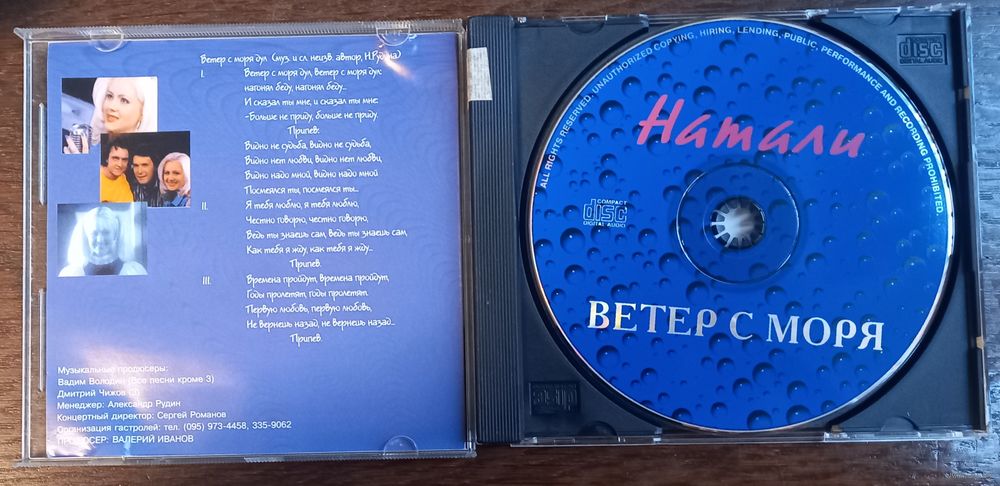 Ветер с моря дул (муз. и сл. неизв. автор, Н.Рудина)
I. Ветер с моря дул, ветер с моря дул:
нагонял беду, нагонял беду...
И сказал ты мне, и сказал ты мне:
-Больше не приду, больше не приду.
Припев:
Видно не судьба, видно не судьба,
Видно нет любви, видно нет любви,
Видно надо мной, видно надо мной
Посмеялся ты, посмеялся ты...
II. Я тебя люблю, я тебя люблю,
Честно говорю, честно говорю,
Ведь ты знаешь сам, ведь ты знаешь сам,
Как тебя я жду, как тебя я жду...
Припев.
III. Времена пройдут, времена пройдут,
Годы пролетят, годы пролетят.
Первую любовь, первую любовь,
Не вернешь назад, не вернешь назад...
Припев.
Музыкальные продюсеры:
Вадим Володин (Все песни кроме 3)
Дмитрий Чижов (3)
Менеджер: Александр Рудин
Концертный директор: Сергей Романов
Организация гастролей: тел. (095) 973-4458, 335-9062
ПРОДЮСЕР: ВАЛЕРИЙ ИВАНОВ
ALL RIGHTS RESERVED. UNAUTHORIZED COPYING, HIRING, LENDING, PUBLIC, PERFORMANCE AND RECORDING PROHIBITED.
Натали
COMPACT
disc
DIGITAL AUDIO
ВЕТЕР С МОРЯ
disc
DIGITAL AUDIO